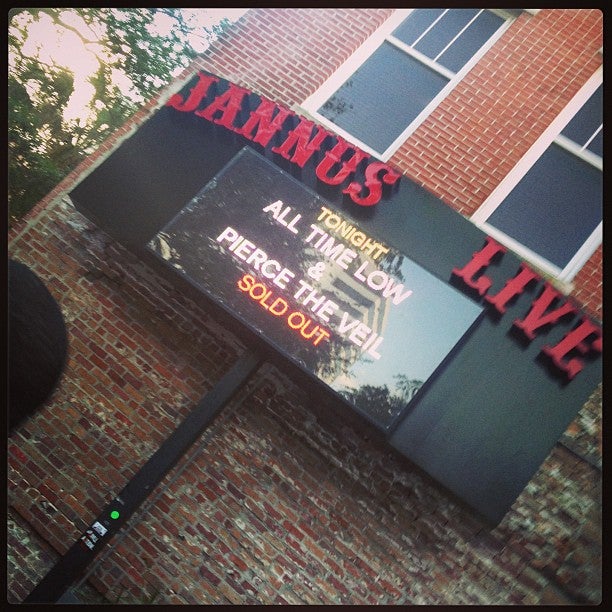 JANNUS LIVE
TONIGHT
ALL TIME LOW
&
PIERCE THE VEIL
SOLD OUT